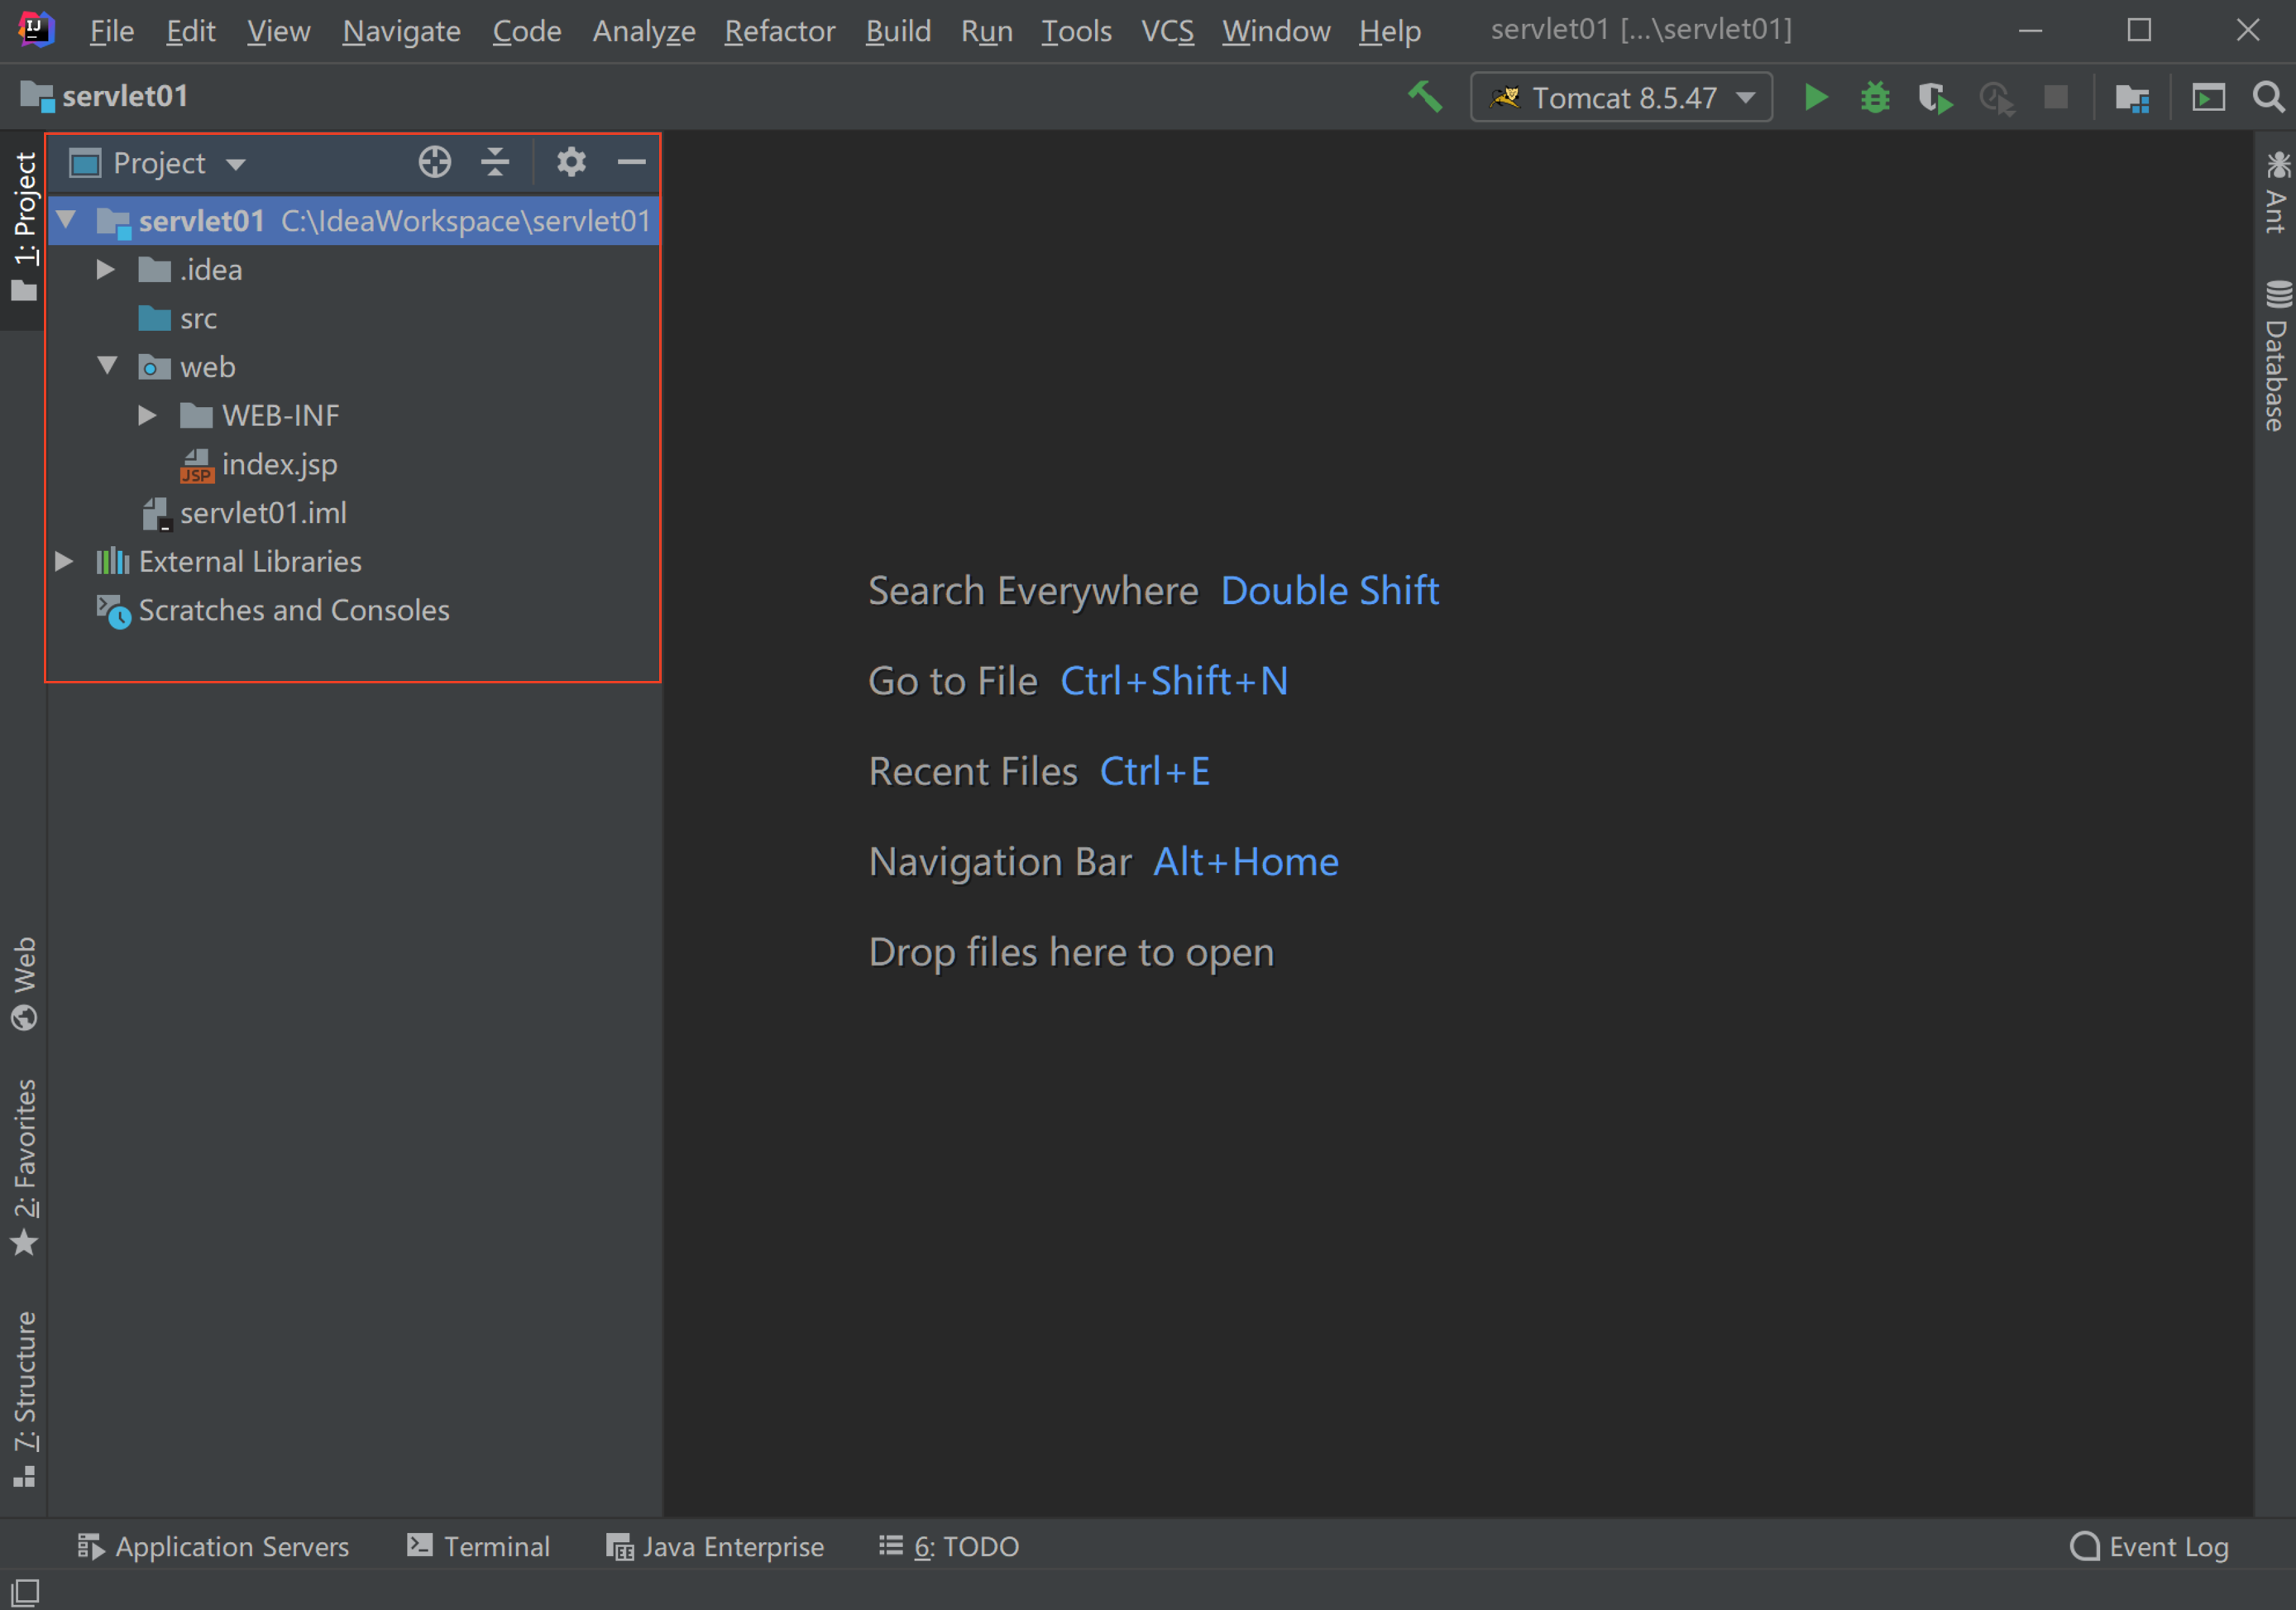 File Edit View Navigate Code Analyze Refactor Build Run Tools VCS Window Help servlet01 [...\servlet01]
servlet01 Tomcat 8.5.47
Project
servlet01 C:\IdeaWorkspace\servlet01
.idea
src
web
WEB-INF
index.jsp
servlet01.iml
External Libraries
Scratches and Consoles
Search Everywhere Double Shift
Go to File Ctrl+Shift+N
Recent Files Ctrl+E
Navigation Bar Alt+Home
Drop files here to open
1: Project
Web
2: Favorites
7: Structure
Ant
Database
Application Servers Terminal Java Enterprise 6: TODO Event Log
IJ
JSP
EE